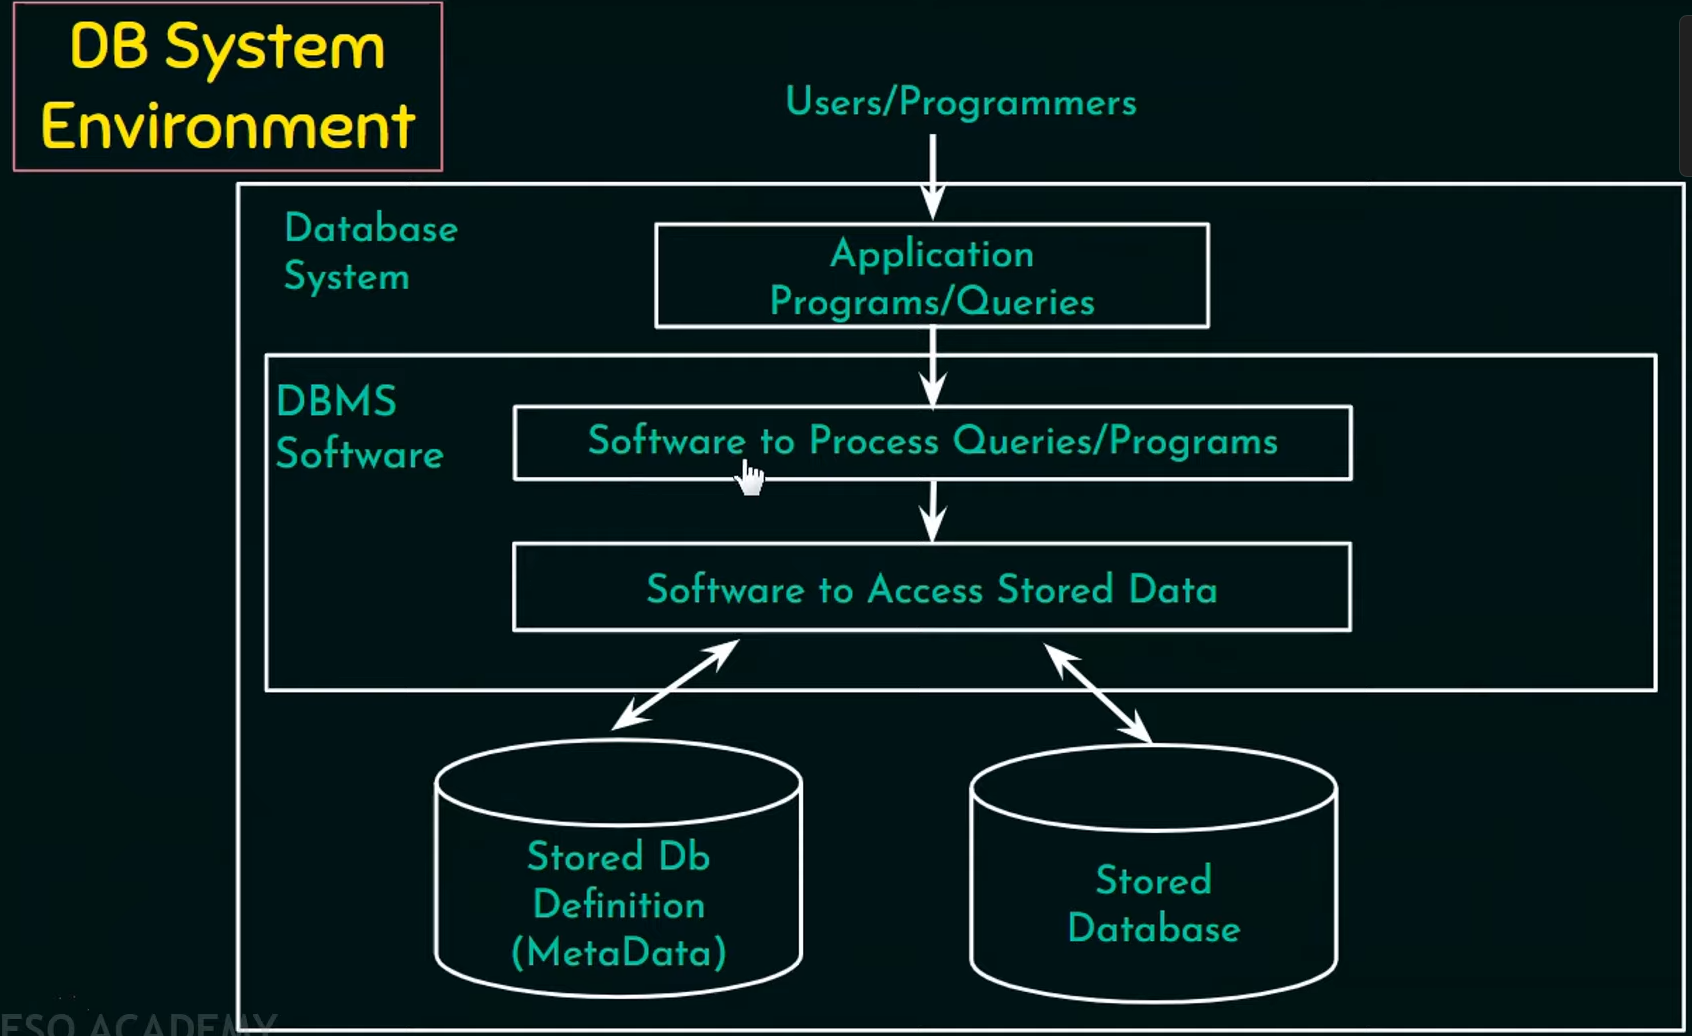 DB System
Environment
Users/Programmers
Database
System
Application
Programs/Queries
DBMS
Software
Software to Process Queries/Programs
Software to Access Stored Data
Stored Db
Definition
(MetaData)
Stored
Database
ESO ACADEMY